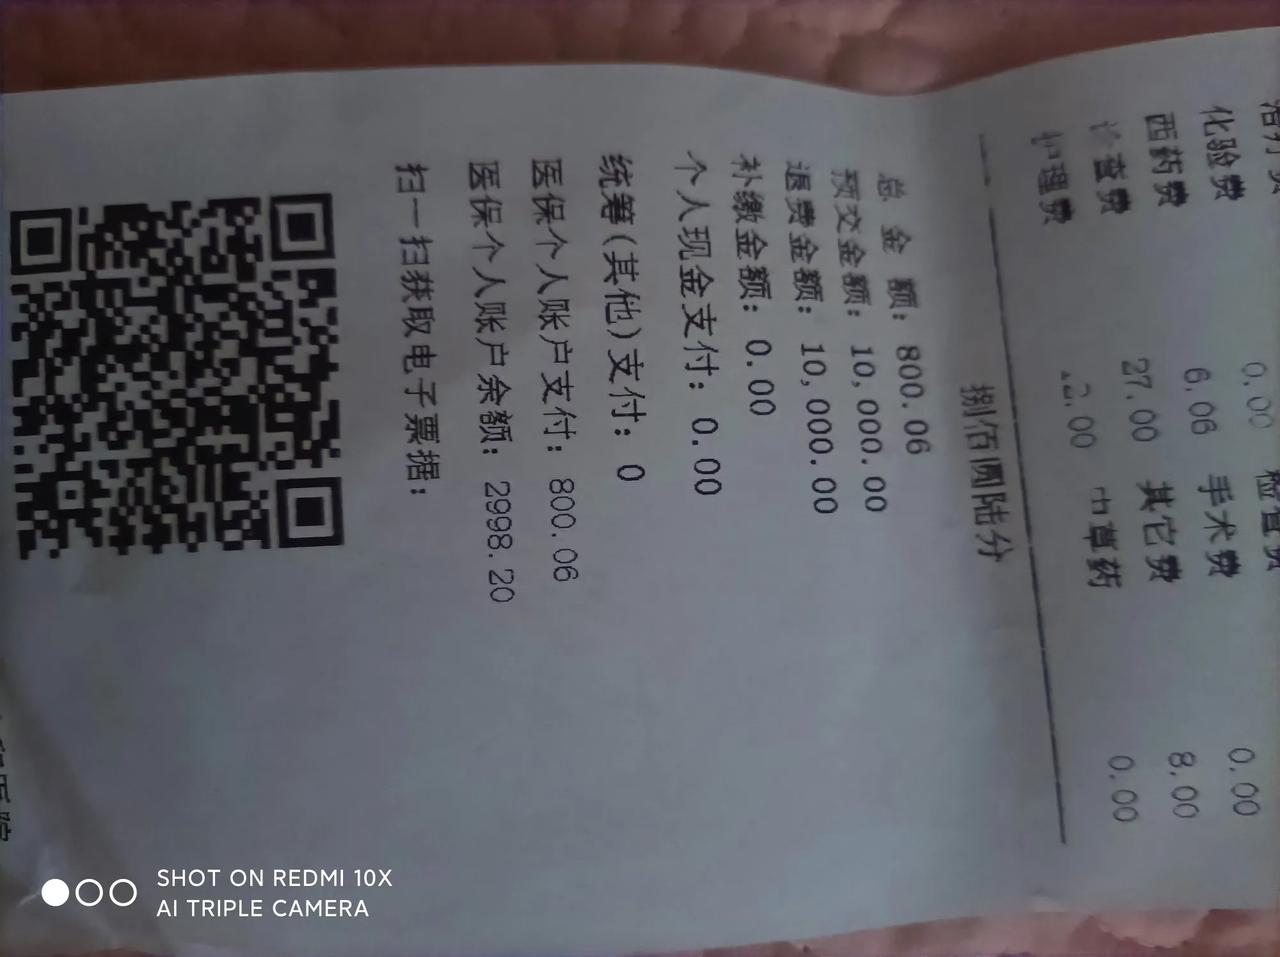 化验费 0.00 检查费
西药费 6.06 手术费 0.00
诊查费 27.00 其它费 8.00
护理费 中草药 0.00
捌佰圆陆分
总 金 额: 800.06
预交金额: 10,000.00
退费金额: 10,000.00
补缴金额: 0.00
个人现金支付: 0.00
统筹(其他)支付: 0
医保个人账户支付: 800.06
医保个人账户余额: 2998.20
扫一扫获取电子票据:
SHOT ON REDMI 10X
AI TRIPLE CAMERA